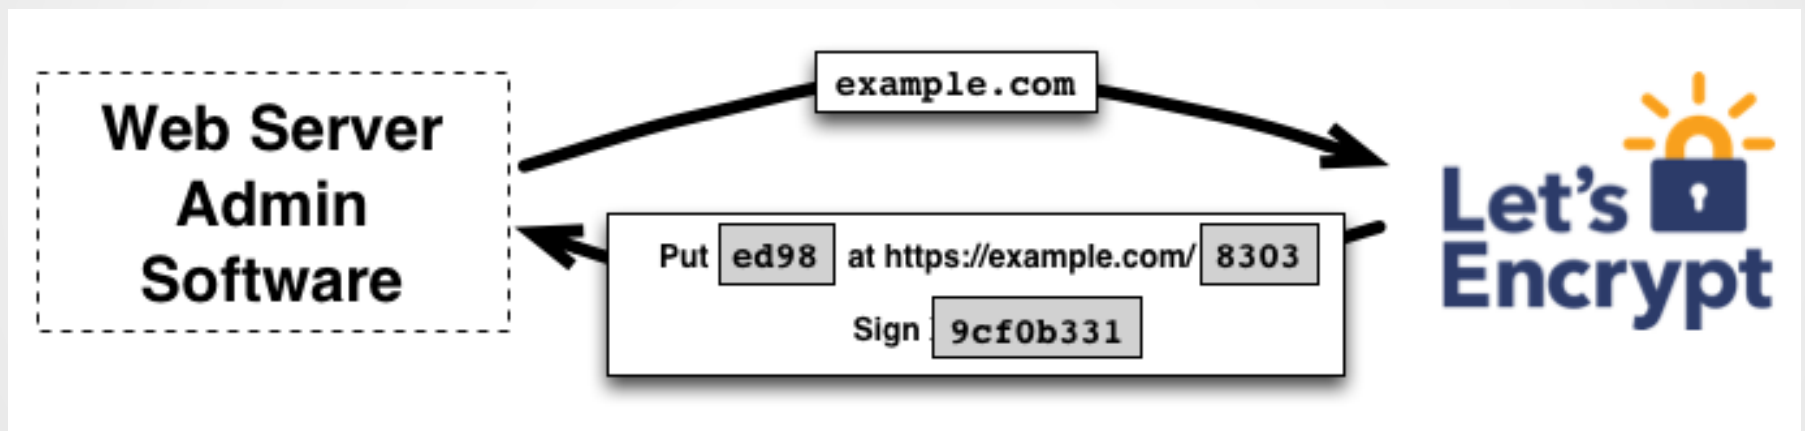 Web Server
Admin
Software
example.com
Put ed98 at https://example.com/ 8303
Sign 9cf0b331
Let's
Encrypt